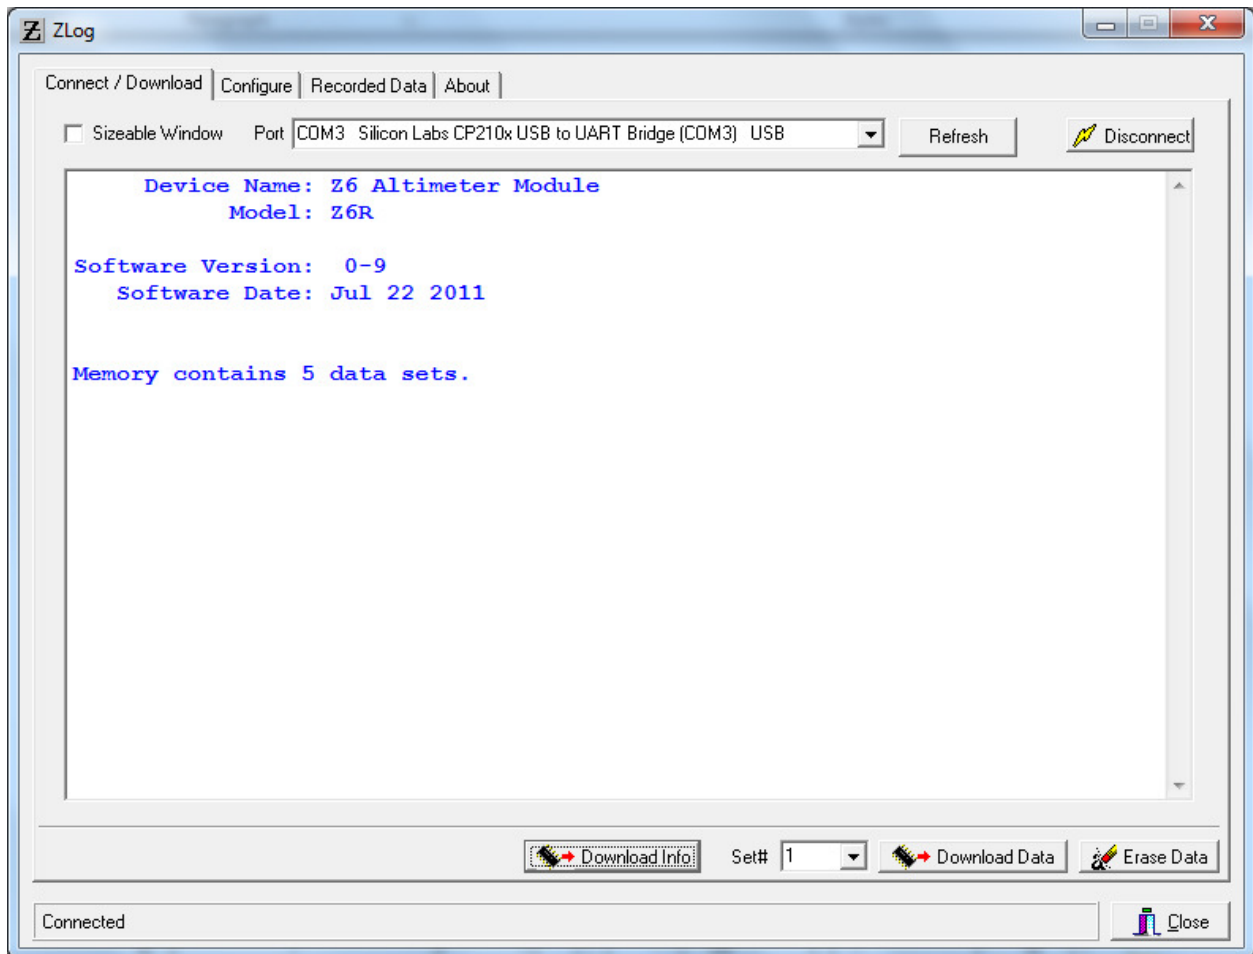 Z ZLog
Connect / Download Configure Recorded Data About
Sizeable Window Port COM3 Silicon Labs CP210x USB to UART Bridge (COM3) USB Refresh Disconnect
Device Name: Z6 Altimeter Module
Model: Z6R
Software Version: 0-9
Software Date: Jul 22 2011
Memory contains 5 data sets.
Download Info Set# 1 Download Data Erase Data
Connected Close